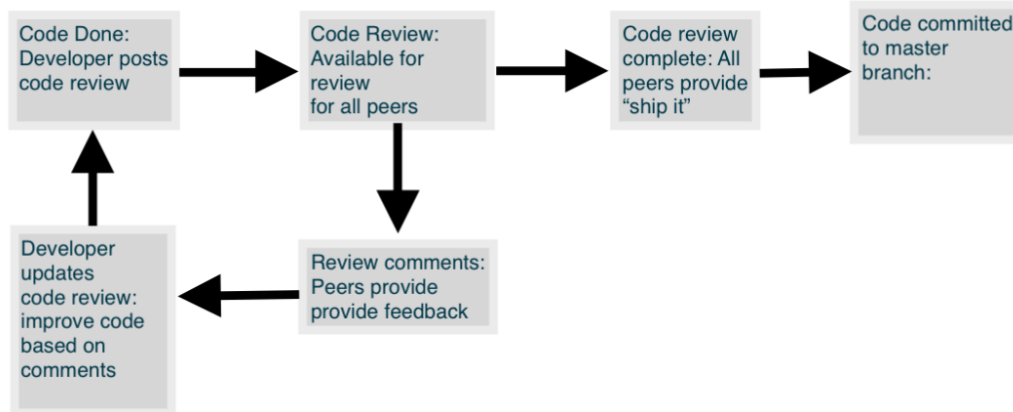 Code Done:
Developer posts
code review
Code Review:
Available for
review
for all peers
Code review
complete: All
peers provide
“ship it”
Code committed
to master
branch:
Developer
updates
code review:
improve code
based on
comments
Review comments:
Peers provide
provide feedback